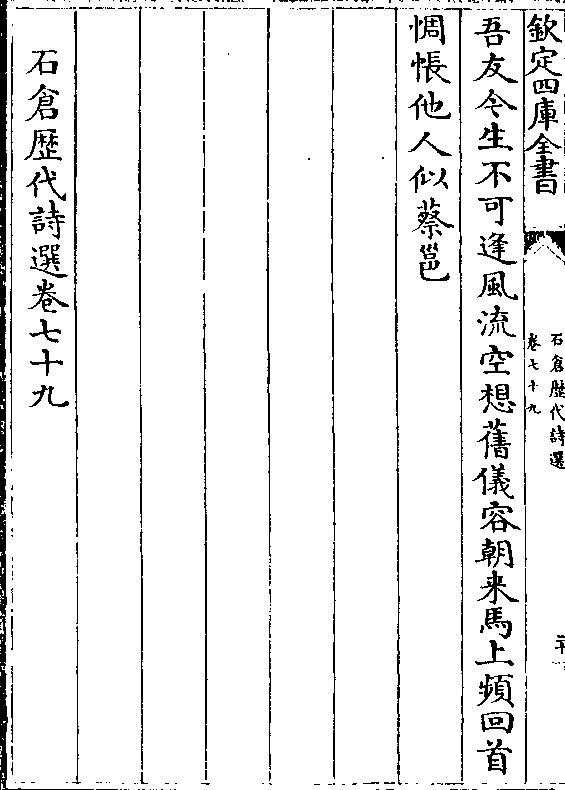 欽定四庫全書
石倉歷代詩選
卷七十九
二十
吾友今生不可逢風流空想舊儀容朝来馬上頻回首
惆悵他人似蔡邕
石倉歷代詩選卷七十九